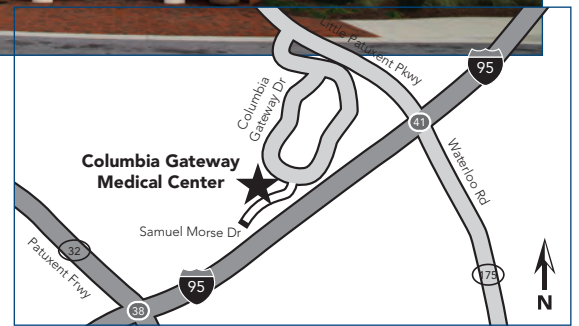 Little Patuxent Pkwy
95
Columbia
Gateway Dr
41
Columbia Gateway
Medical Center
Waterloo Rd
Samuel Morse Dr
32
Patuxent Frwy
95
175
38
N